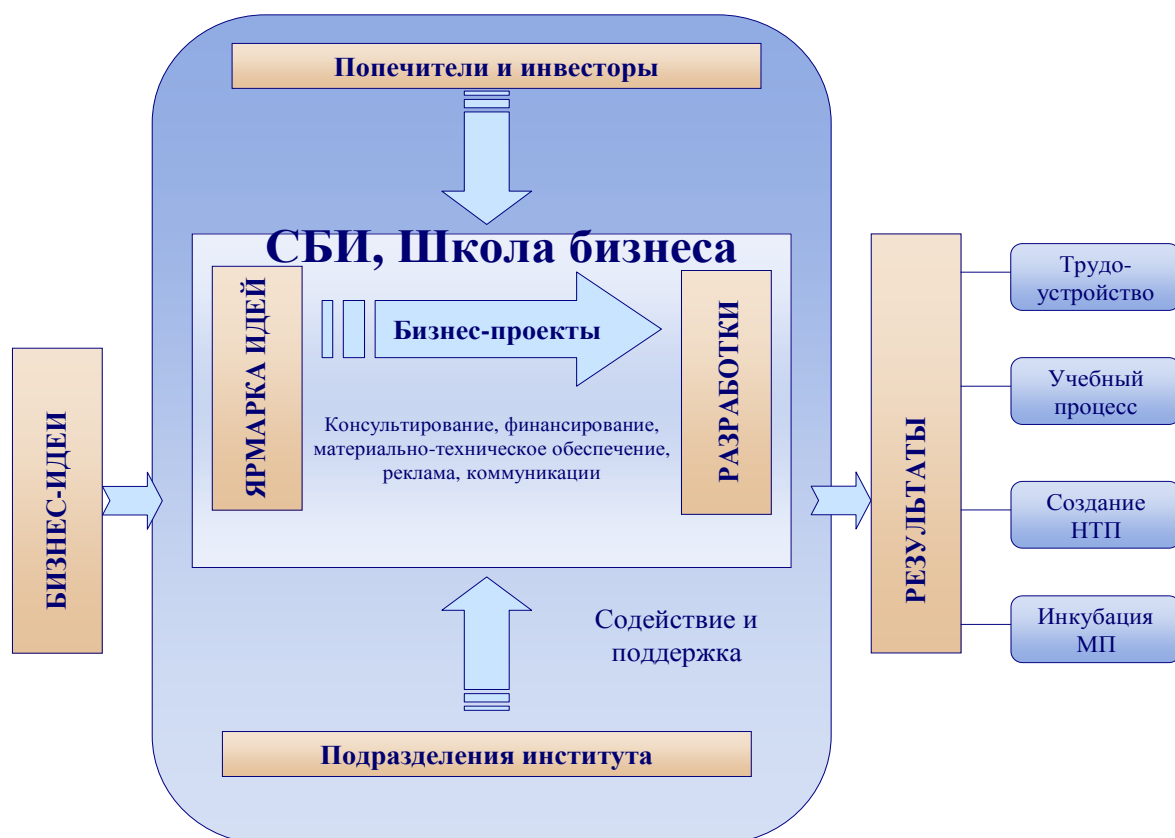 Попечители и инвесторы
СБИ, Школа бизнеса
БИЗНЕС-ИДЕИ
ЯРМАРКА ИДЕЙ
Бизнес-проекты
Консультирование, финансирование,
материально-техническое обеспечение,
реклама, коммуникации
РАЗРАБОТКИ
Содействие и
поддержка
Подразделения института
РЕЗУЛЬТАТЫ
Трудо-
устройство
Учебный
процесс
Создание
НТП
Инкубация
МП